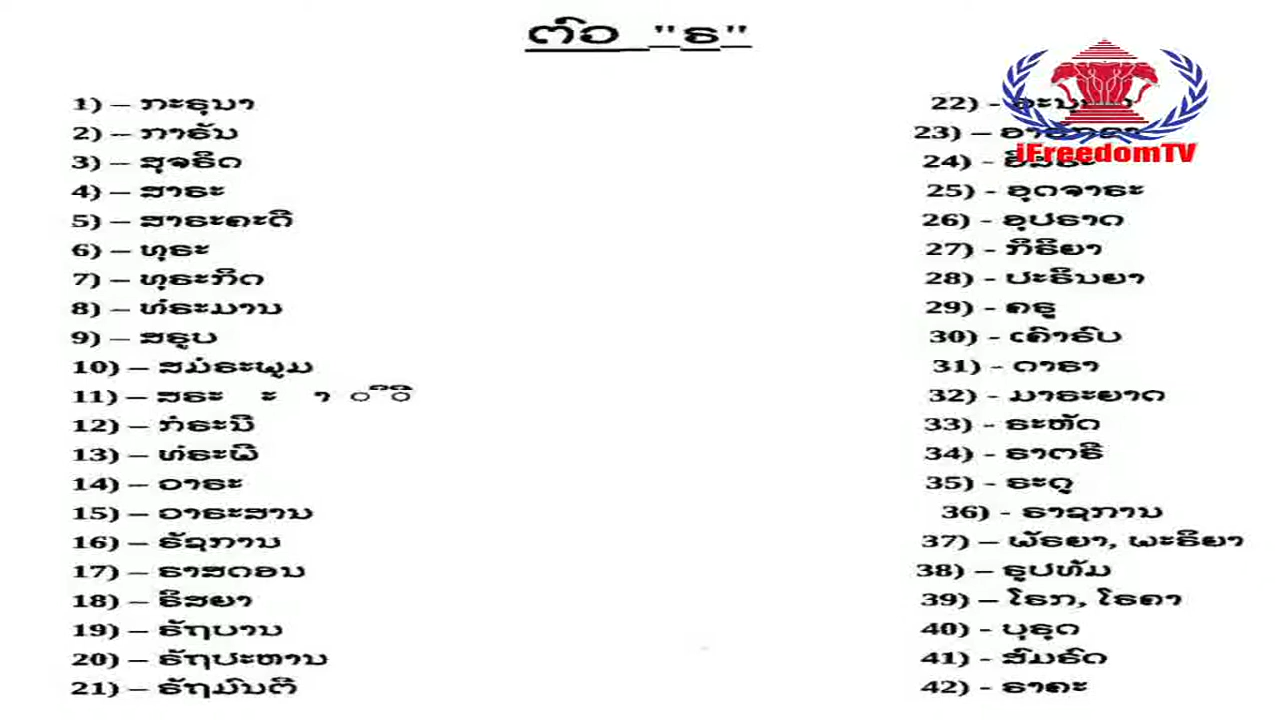 ຕົວ "ຣ"
1) – ກະຣຸນາ
2) – ກາຣັນ
3) – ສຸຈຣິດ
4) – ສາຣະ
5) – ສາຣະຄະດີ
6) – ທຸຣະ
7) – ທຸຣະກິດ
8) – ທໍຣະມານ
9) – ສຣູບ
10) – ສມໍຣະພູມ
11) – ສຣະ ະ າ ິ ີ
12) – ກໍຣະນີ
13) – ທໍຣະຜີ
14) – ວາຣະ
15) – ວາຣະສານ
16) – ຣັຊການ
17) – ຣາສດອນ
18) – ຣິສຍາ
19) – ຣັຖບານ
20) – ຣັຖປະຫານ
21) – ຣັຖມົນຕີ
22) -
23) –
24) -
25) - ອຸດຈາຣະ
26) - ອຸປຣາດ
27) - ກິຣິຍາ
28) - ປະຣິນຍາ
29) - ຄຣູ
30) - ເຄົາຣົບ
31) - ດາຣາ
32) - ມາຣະຍາດ
33) - ຣະຫັດ
34) - ຣາຕຣີ
35) - ຣະດູ
36) - ຣາຊການ
37) – ພັຣຍາ, ພະຣິຍາ
38) – ຣູປທັມ
39) – ໂຣກ, ໂຣຄາ
40) - ບຸຣຸດ
41) - ສົມຣົດ
42) - ຣາຄະ
iFreedomTV